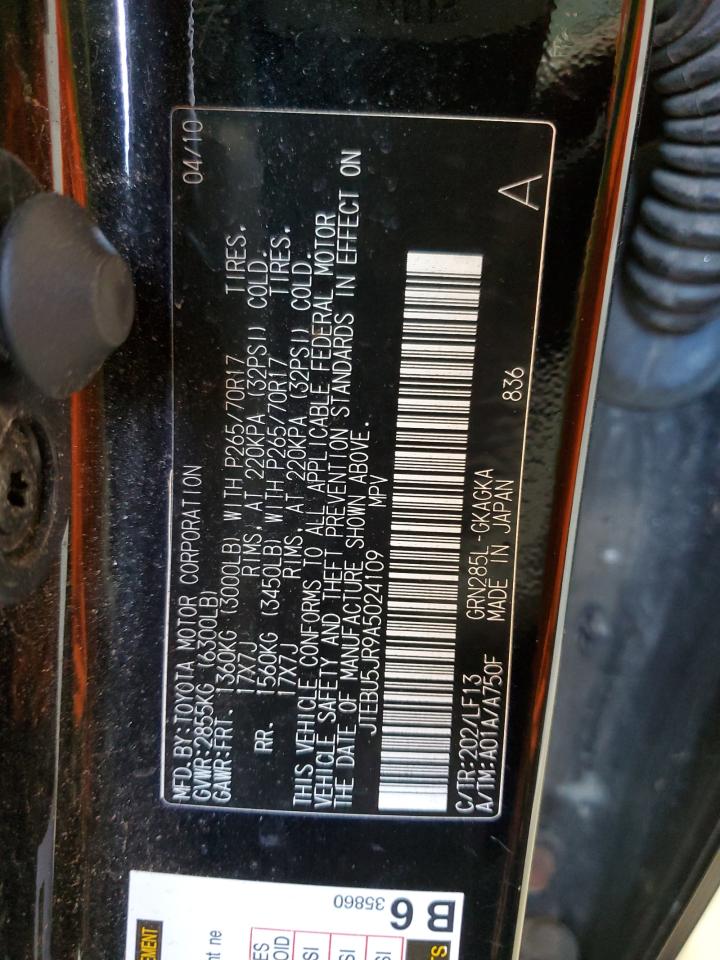 MFD. BY: TOYOTA MOTOR CORPORATION 04/10
GVWR: 2855KG (6300LB)
GAWR: FRT. 1360KG (3000LB) WITH P265/70R17 TIRES.
17X7J RIMS, AT 220KPA (32PSI) COLD.
RR. 1560KG (3450LB) WITH P265/70R17 TIRES.
17X7J RIMS, AT 220KPA (32PSI) COLD.
THIS VEHICLE CONFORMS TO ALL APPLICABLE FEDERAL MOTOR
VEHICLE SAFETY AND THEFT PREVENTION STANDARDS IN EFFECT ON
THE DATE OF MANUFACTURE SHOWN ABOVE.
JTEBU5JR9A5024109 MPV
C/TR: 202/LF13 GRN285L-GKAGKA 836
A/TM: A01A/A750F MADE IN JAPAN
A
B6
35860